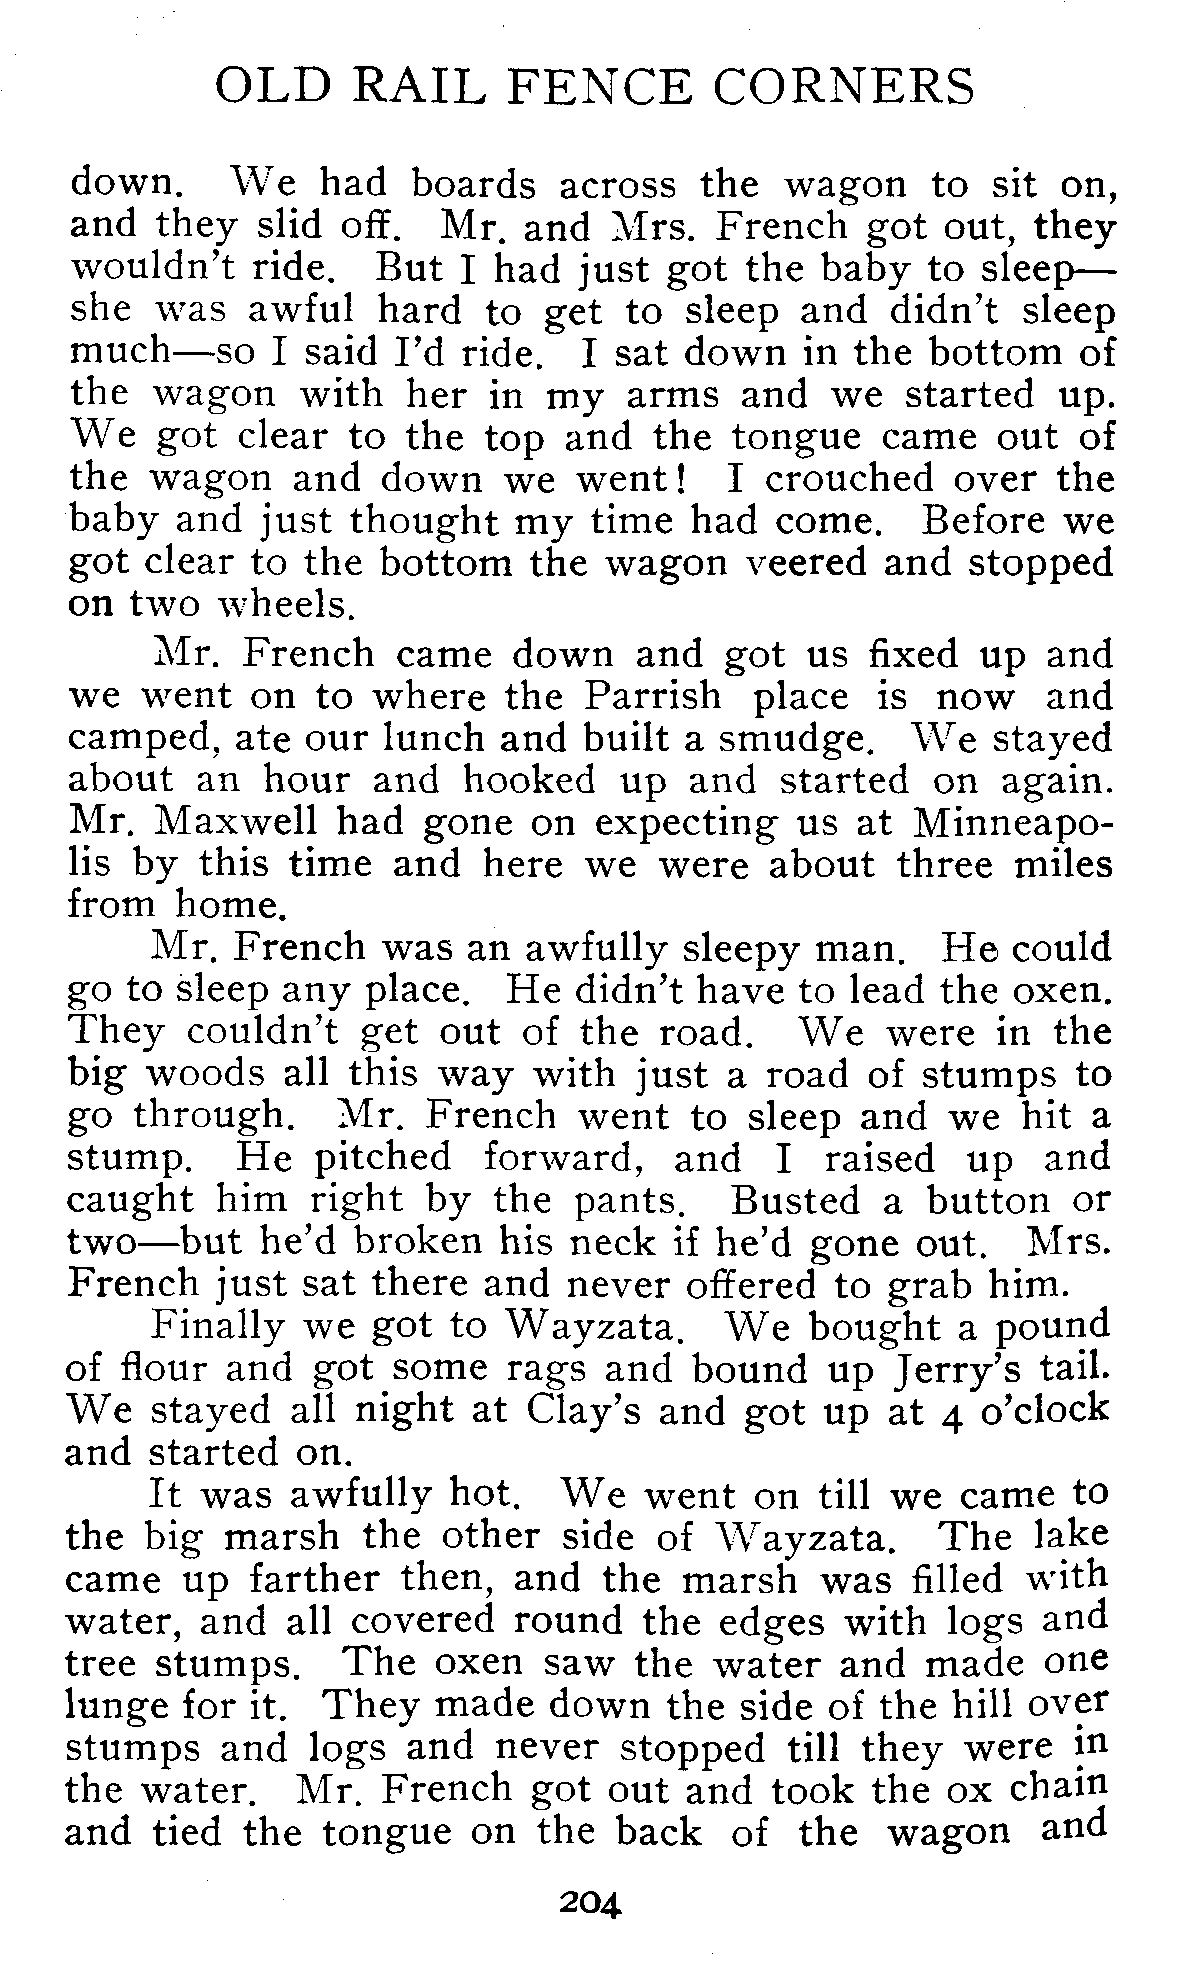 OLD RAIL FENCE CORNERS
down. We had boards across the wagon to sit on,
and they slid off. Mr. and Mrs. French got out, they
wouldn't ride. But I had just got the baby to sleep—
she was awful hard to get to sleep and didn't sleep
much—so I said I'd ride. I sat down in the bottom of
the wagon with her in my arms and we started up.
We got clear to the top and the tongue came out of
the wagon and down we went! I crouched over the
baby and just thought my time had come. Before we
got clear to the bottom the wagon veered and stopped
on two wheels.
Mr. French came down and got us fixed up and
we went on to where the Parrish place is now and
camped, ate our lunch and built a smudge. We stayed
about an hour and hooked up and started on again.
Mr. Maxwell had gone on expecting us at Minneapo-
lis by this time and here we were about three miles
from home.
Mr. French was an awfully sleepy man. He could
go to sleep any place. He didn't have to lead the oxen.
They couldn't get out of the road. We were in the
big woods all this way with just a road of stumps to
go through. Mr. French went to sleep and we hit a
stump. He pitched forward, and I raised up and
caught him right by the pants. Busted a button or
two—but he'd broken his neck if he'd gone out. Mrs.
French just sat there and never offered to grab him.
Finally we got to Wayzata. We bought a pound
of flour and got some rags and bound up Jerry's tail.
We stayed all night at Clay's and got up at 4 o'clock
and started on.
It was awfully hot. We went on till we came to
the big marsh the other side of Wayzata. The lake
came up farther then, and the marsh was filled with
water, and all covered round the edges with logs and
tree stumps. The oxen saw the water and made one
lunge for it. They made down the side of the hill over
stumps and logs and never stopped till they were in
the water. Mr. French got out and took the ox chain
and tied the tongue on the back of the wagon and
204